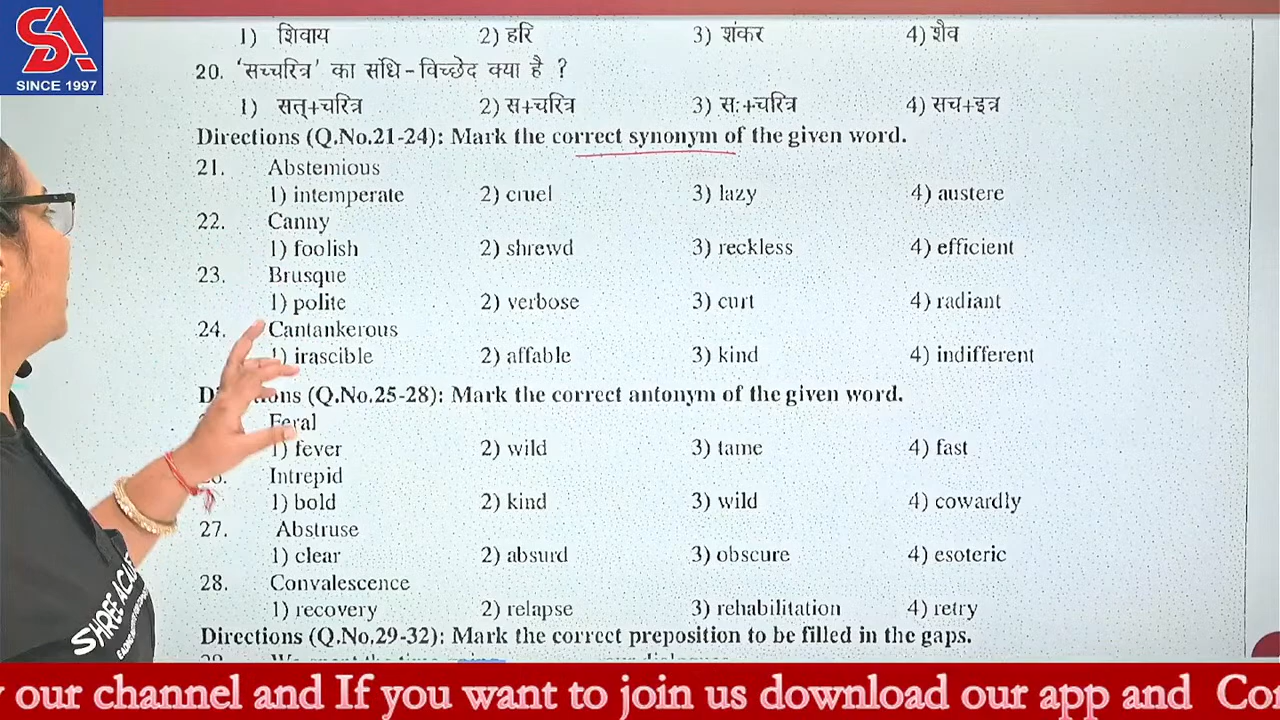 SA
SINCE 1997
1) शिवाय 2) हरि 3) शंकर 4) शैव
20. 'सच्चरित्र' का संधि-विच्छेद क्या है ?
1) सत्+चरित्र 2) स+चरित्र 3) सः+चरित्र 4) सच+इत्र
Directions (Q.No.21-24): Mark the correct synonym of the given word.
21. Abstemious
1) intemperate 2) cruel 3) lazy 4) austere
22. Canny
1) foolish 2) shrewd 3) reckless 4) efficient
23. Brusque
1) polite 2) verbose 3) curt 4) radiant
24. Cantankerous
1) irascible 2) affable 3) kind 4) indifferent
(Q.No.25-28): Mark the correct antonym of the given word.
Feral
1) fever 2) wild 3) tame 4) fast
Intrepid
1) bold 2) kind 3) wild 4) cowardly
27. Abstruse
1) clear 2) absurd 3) obscure 4) esoteric
28. Convalescence
1) recovery 2) relapse 3) rehabilitation 4) retry
Directions (Q.No.29-32): Mark the correct preposition to be filled in the gaps.
SHREE
our channel and If you want to join us download our app and